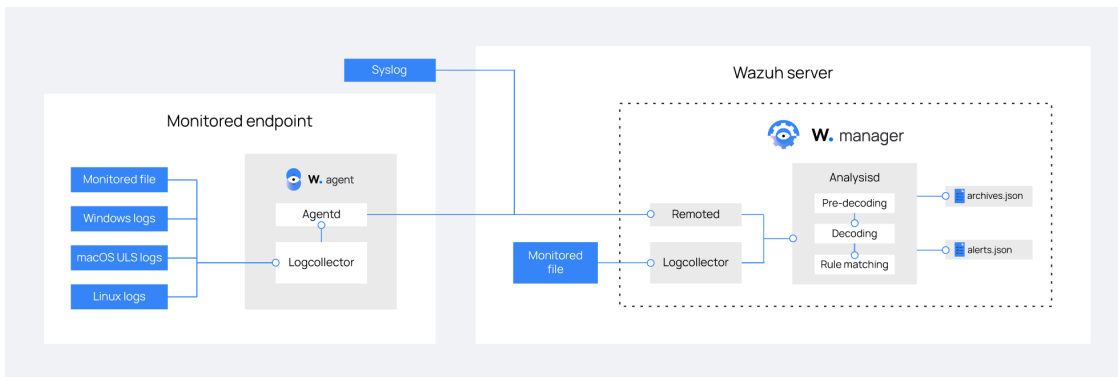 Syslog
Wazuh server
Monitored endpoint
W. manager
Monitored file
Windows logs
macOS ULS logs
Linux logs
W. agent
Agentd
Logcollector
Monitored
file
Remoted
Logcollector
Analysisd
Pre-decoding
Decoding
Rule matching
archives.json
alerts.json